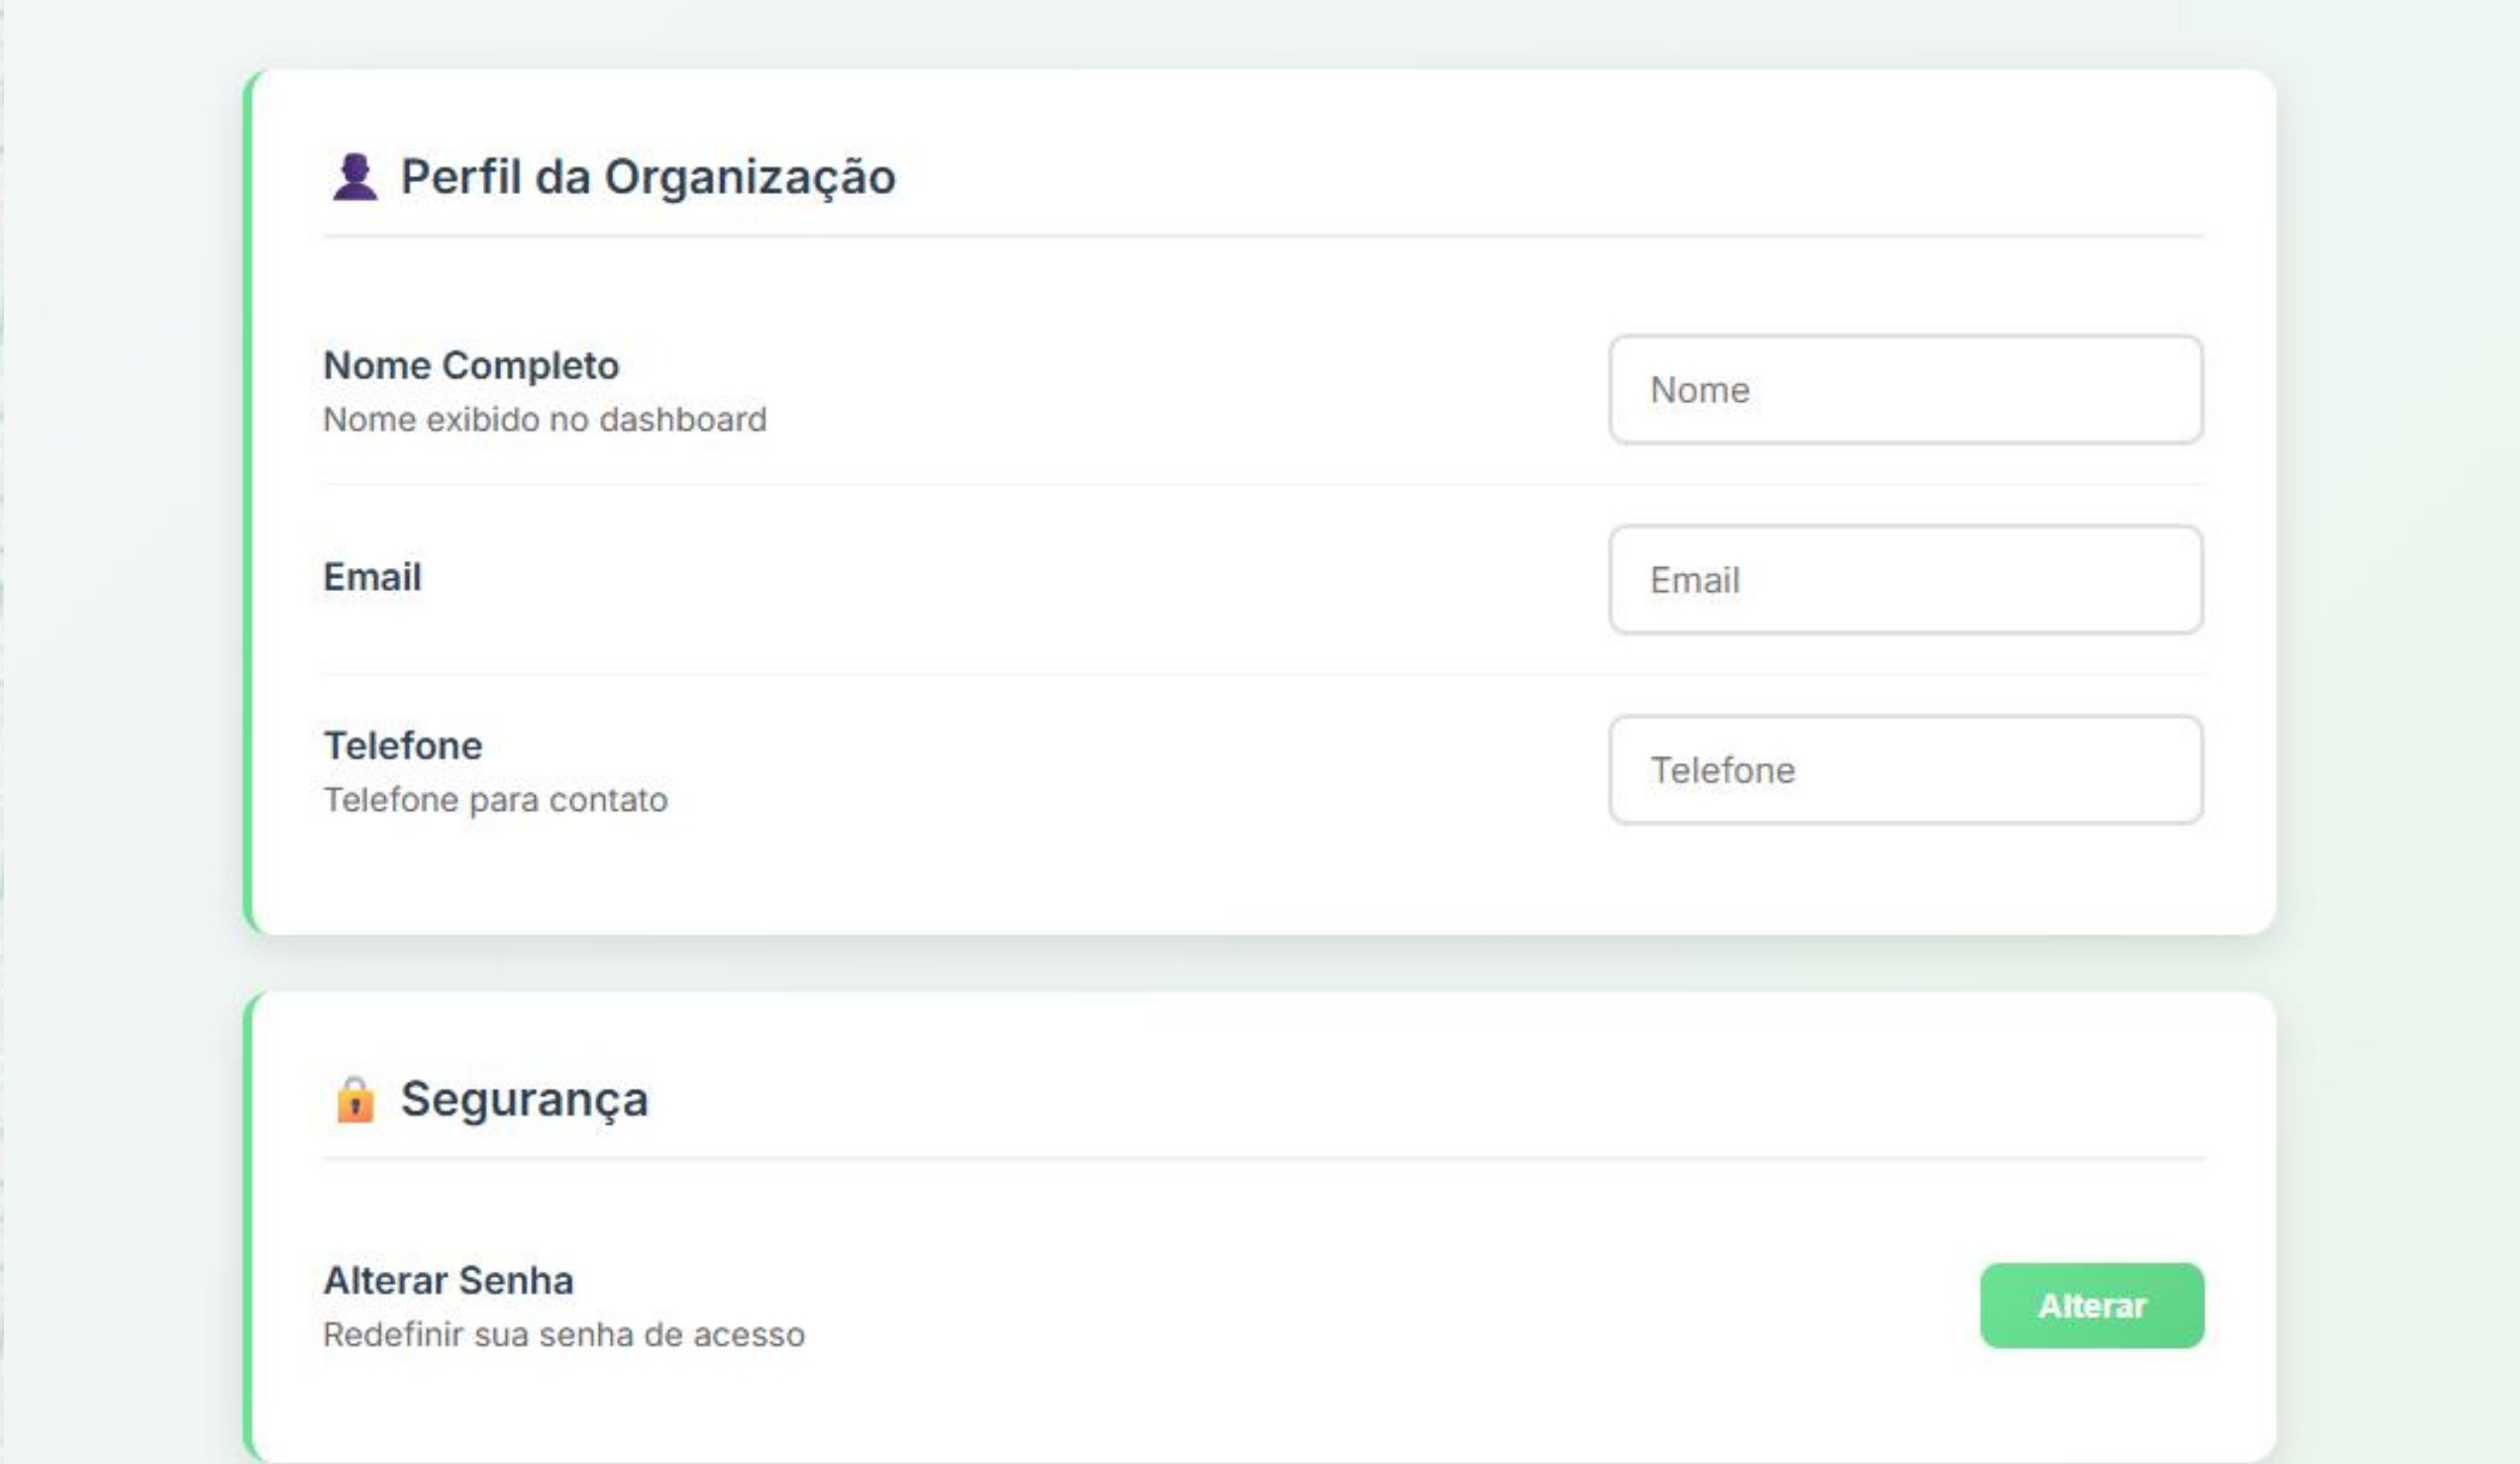 Perfil da Organização
Nome Completo
Nome exibido no dashboard
Nome
Email
Email
Telefone
Telefone para contato
Telefone
Segurança
Alterar Senha
Redefinir sua senha de acesso
Alterar